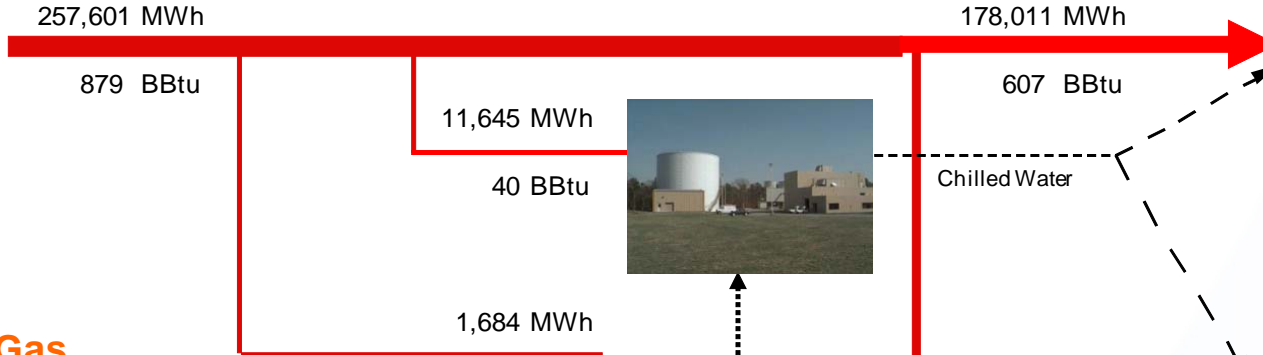 257,601 MWh
178,011 MWh
879 BBtu
607 BBtu
11,645 MWh
40 BBtu
Chilled Water
1,684 MWh
Gas